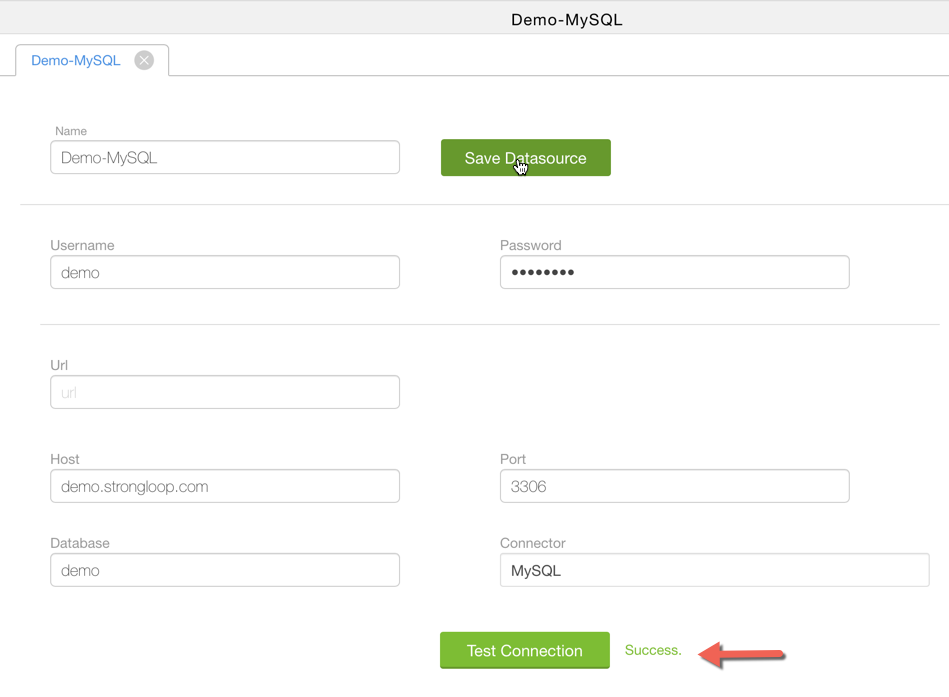 Demo-MySQL
Demo-MySQL
Name
Demo-MySQL
Save Datasource
Username
Password
demo
••••••••
Url
url
Host
Port
demo.strongloop.com
3306
Database
Connector
demo
MySQL
Test Connection
Success.